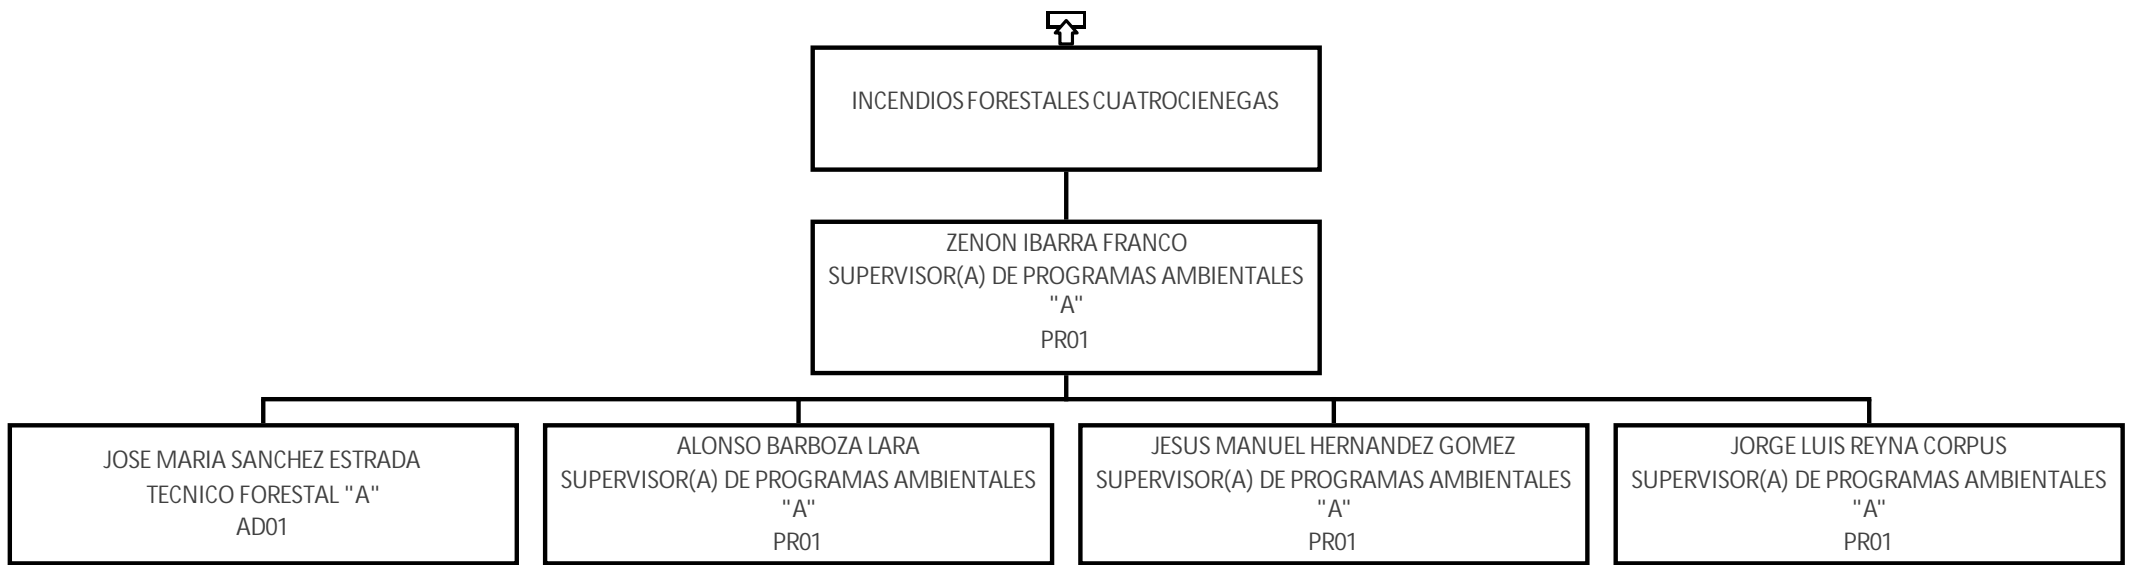 INCENDIOS FORESTALES CUATROCIENEGAS
ZENON IBARRA FRANCO
SUPERVISOR(A) DE PROGRAMAS AMBIENTALES
"A"
PR01
JOSE MARIA SANCHEZ ESTRADA
TECNICO FORESTAL "A"
AD01
ALONSO BARBOZA LARA
SUPERVISOR(A) DE PROGRAMAS AMBIENTALES
"A"
PR01
JESUS MANUEL HERNANDEZ GOMEZ
SUPERVISOR(A) DE PROGRAMAS AMBIENTALES
"A"
PR01
JORGE LUIS REYNA CORPUS
SUPERVISOR(A) DE PROGRAMAS AMBIENTALES
"A"
PR01